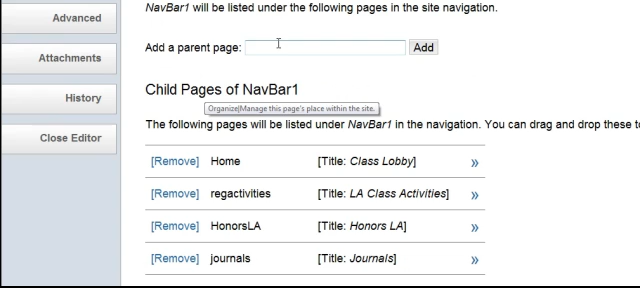 Advanced
Attachments
History
Close Editor
NavBar1 will be listed under the following pages in the site navigation.
Add a parent page: Add
Child Pages of NavBar1
Organize|Manage this page's place within the site.
The following pages will be listed under NavBar1 in the navigation. You can drag and drop these to
[Remove] Home [Title: Class Lobby] »
[Remove] regactivities [Title: LA Class Activities] »
[Remove] HonorsLA [Title: Honors LA] »
[Remove] journals [Title: Journals] »